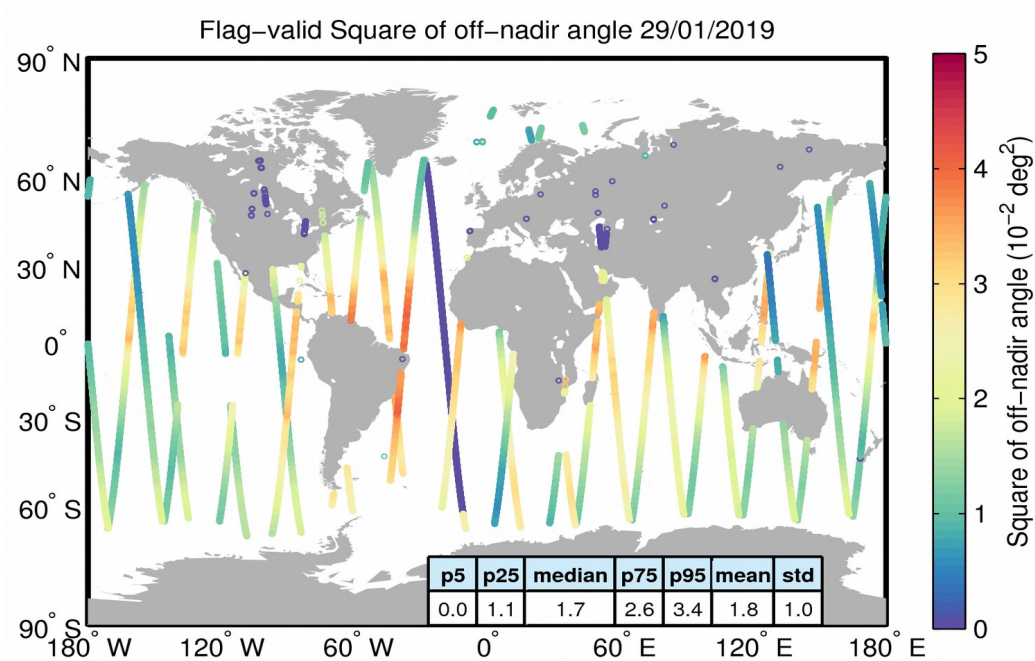 Flag−valid Square of off−nadir angle 29/01/2019
90° N
60° N
30° N
0°
30° S
60° S
90° S
180° W
120° W
60° W
0°
60° E
120° E
180° E
p5 p25 median p75 p95 mean std
0.0 1.1 1.7 2.6 3.4 1.8 1.0
5
4
3
2
1
0
Square of off−nadir angle (10⁻² deg²)